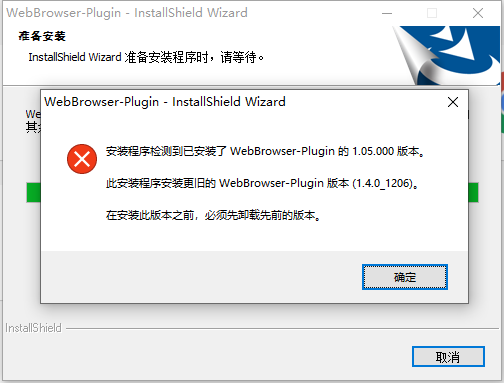 WebBrowser-Plugin - InstallShield Wizard
准备安装
InstallShield Wizard 准备安装程序时，请等待。
WebBrowser-Plugin - InstallShield Wizard
安装程序检测到已安装了 WebBrowser-Plugin 的 1.05.000 版本。
此安装程序安装更旧的 WebBrowser-Plugin 版本 (1.4.0_1206)。
在安装此版本之前，必须先卸载先前的版本。
确定
InstallShield
取消